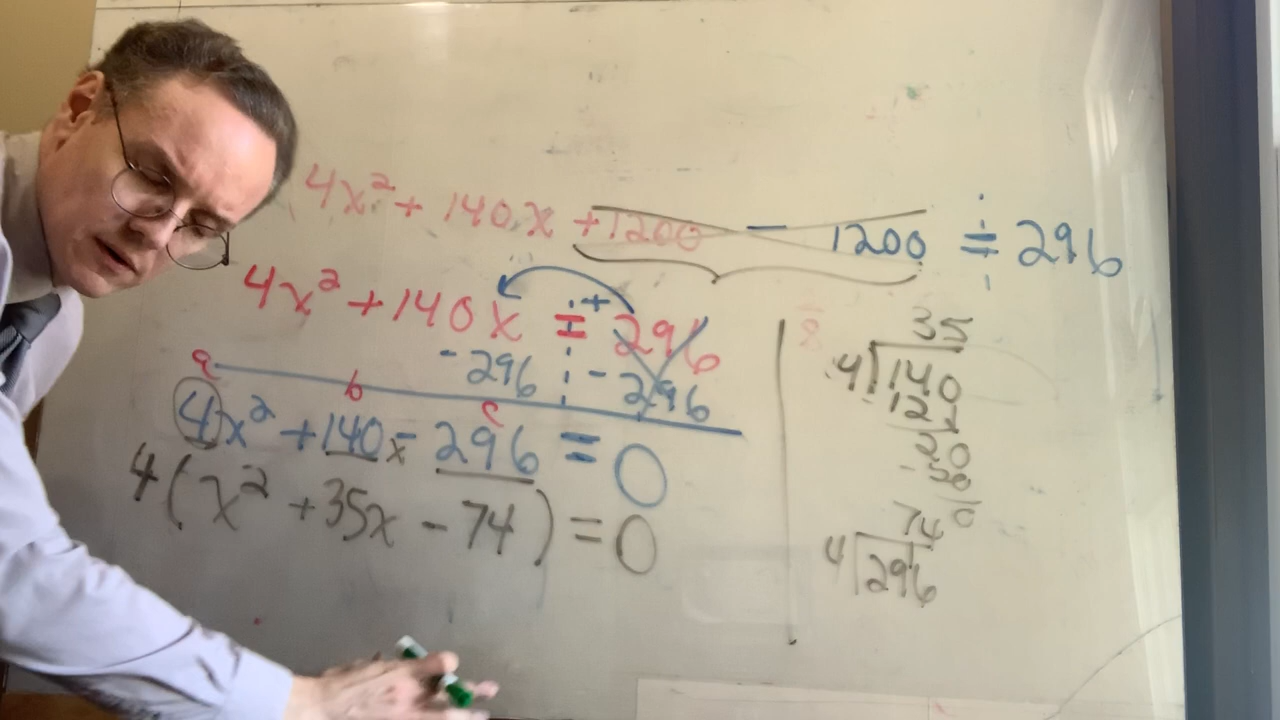 4x² + 140x + 1200 - 1200 = 296
4x² + 140x = + 296
- 296 - 296
a b c
4x² + 140x - 296 = 0
4(x² + 35x - 74) = 0
35
4)140
12
20
20
0
74
4)296